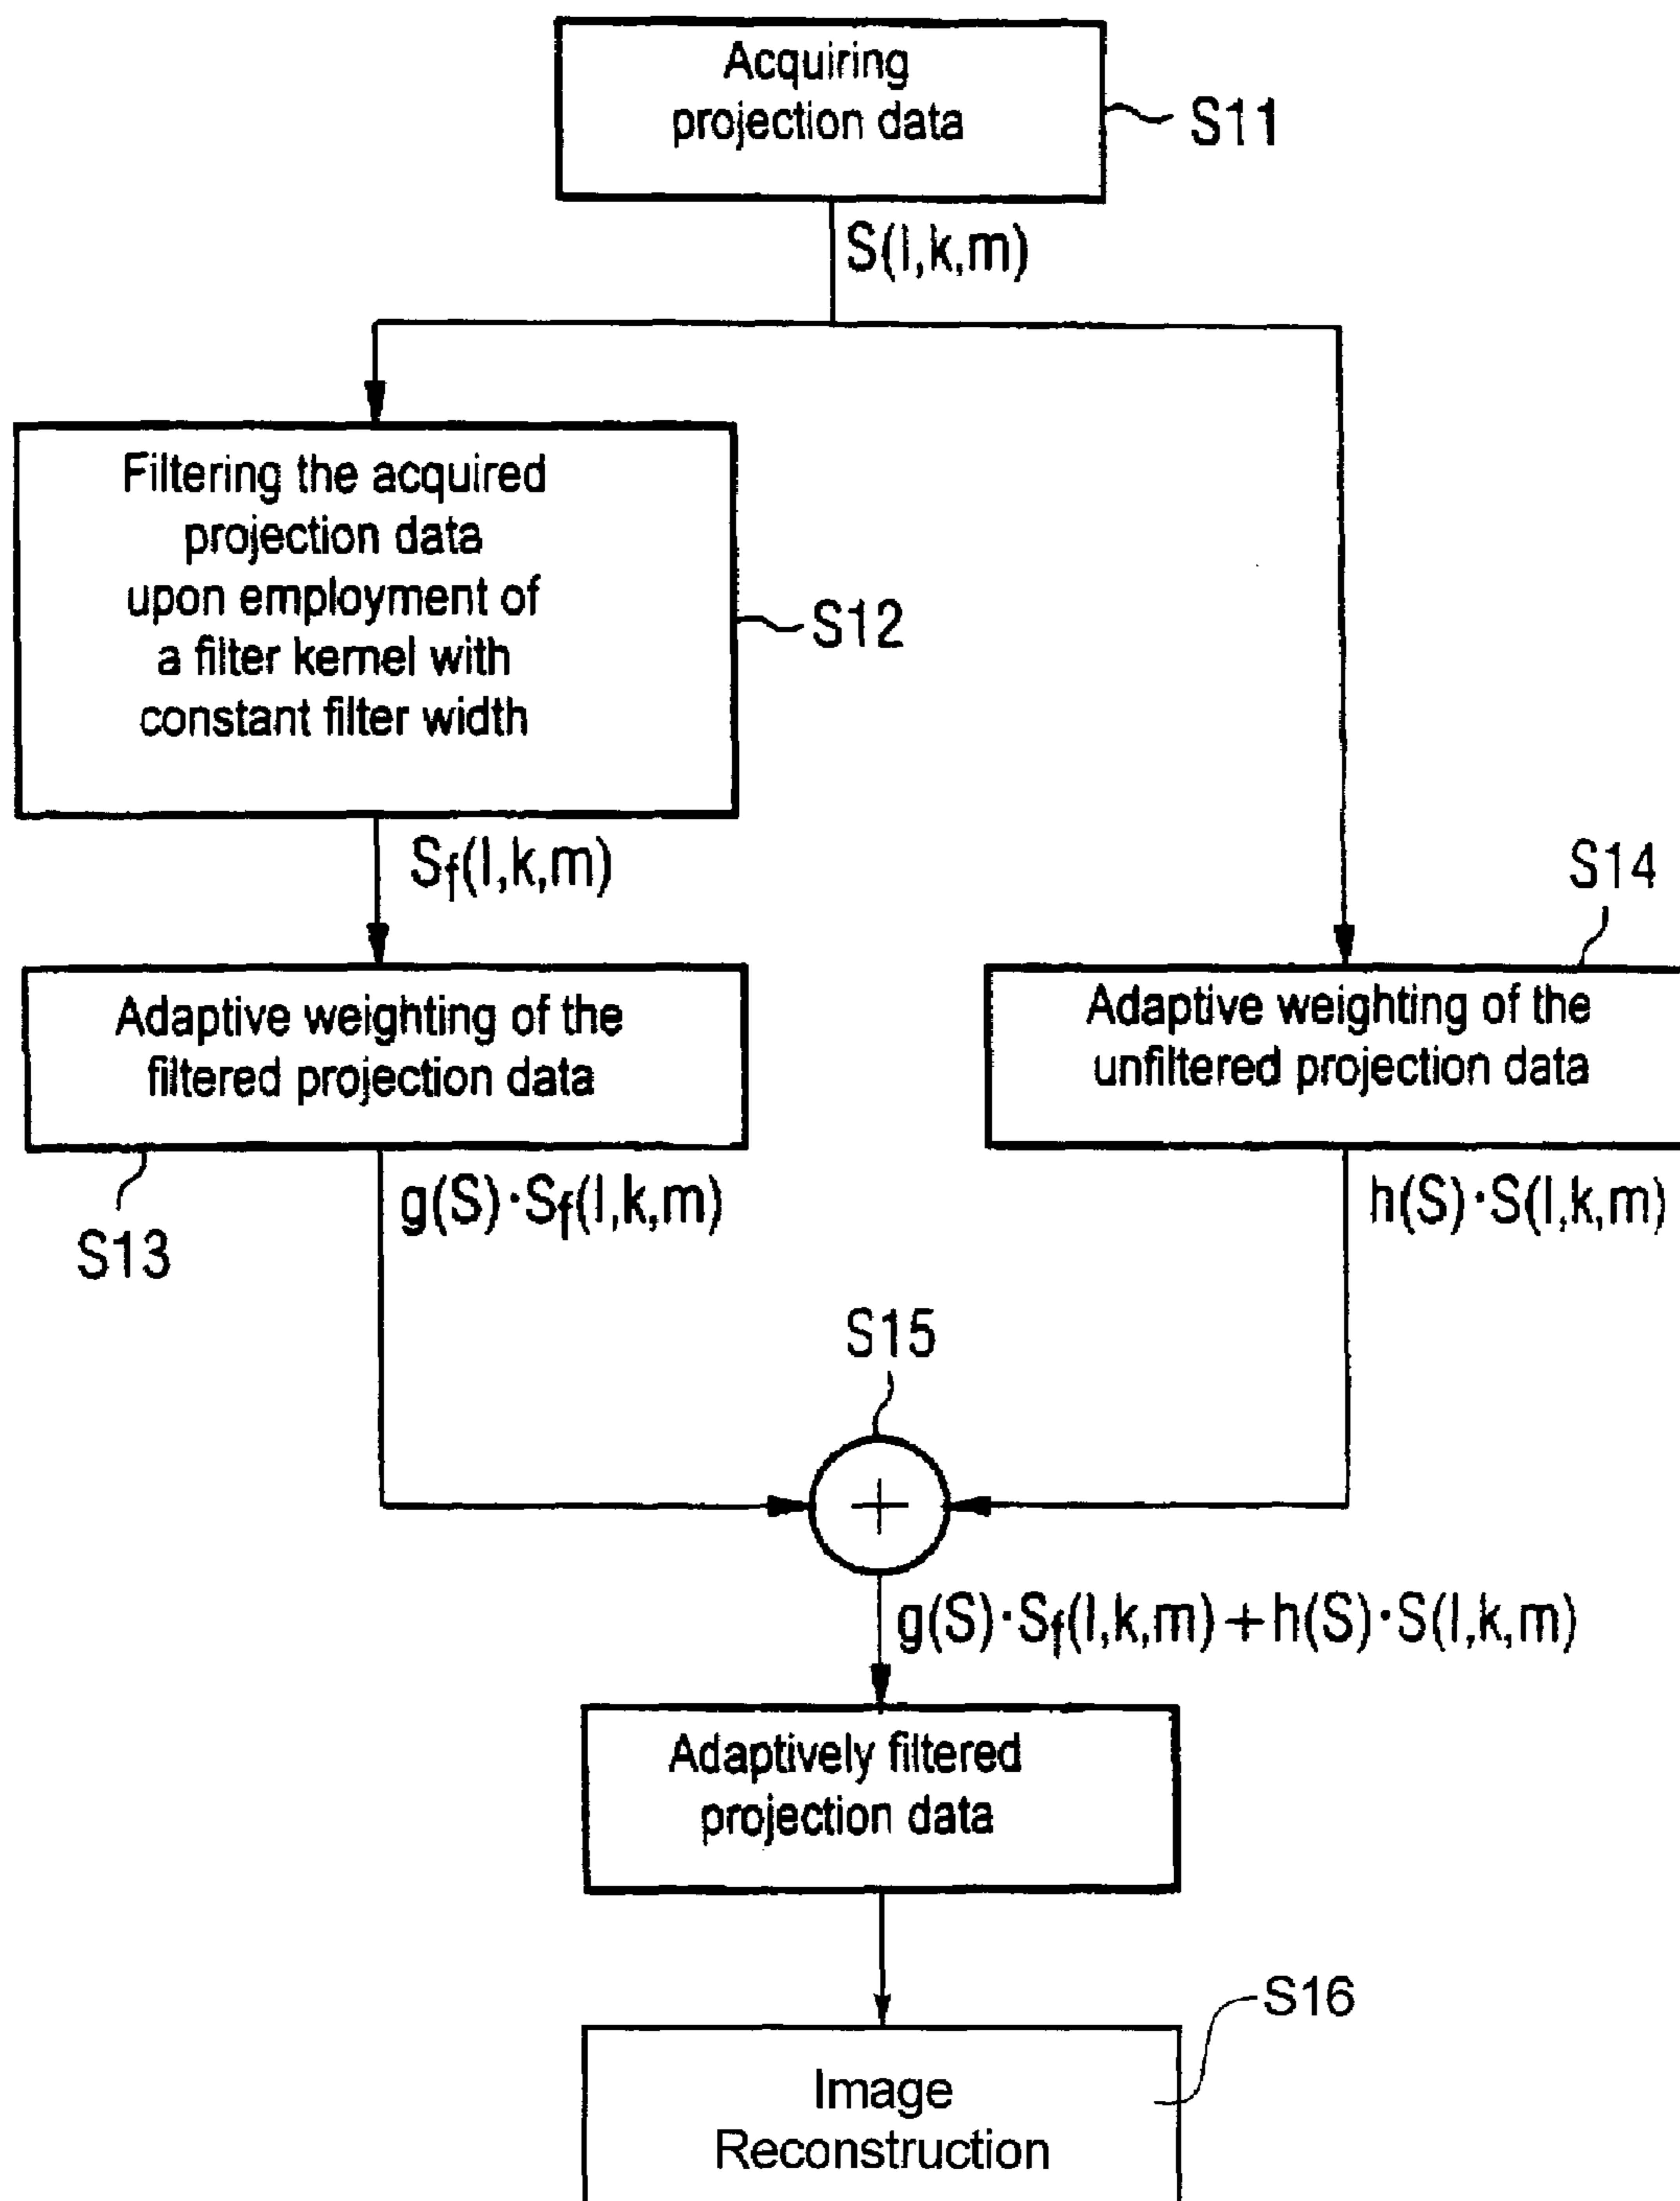 Acquiring
projection data
S11
S(l,k,m)
Filtering the acquired
projection data
upon employment of
a filter kernel with
constant filter width
S12
Sf(l,k,m)
S14
Adaptive weighting of the
filtered projection data
Adaptive weighting of the
unfiltered projection data
S13
g(S)·Sf(l,k,m)
h(S)·S(l,k,m)
S15
+
g(S)·Sf(l,k,m)+h(S)·S(l,k,m)
Adaptively filtered
projection data
S16
Image
Reconstruction